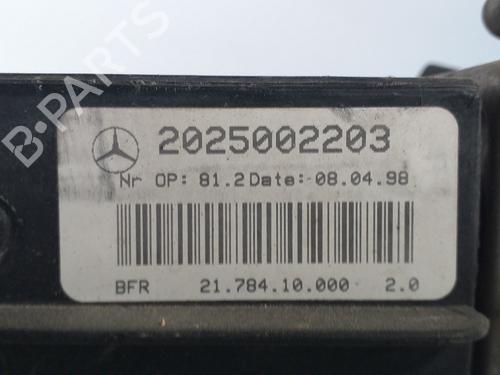 B-PARTS
2025002203
Nr OP: 81.2 Date: 08.04.98
BFR 21.784.10.000 2.0